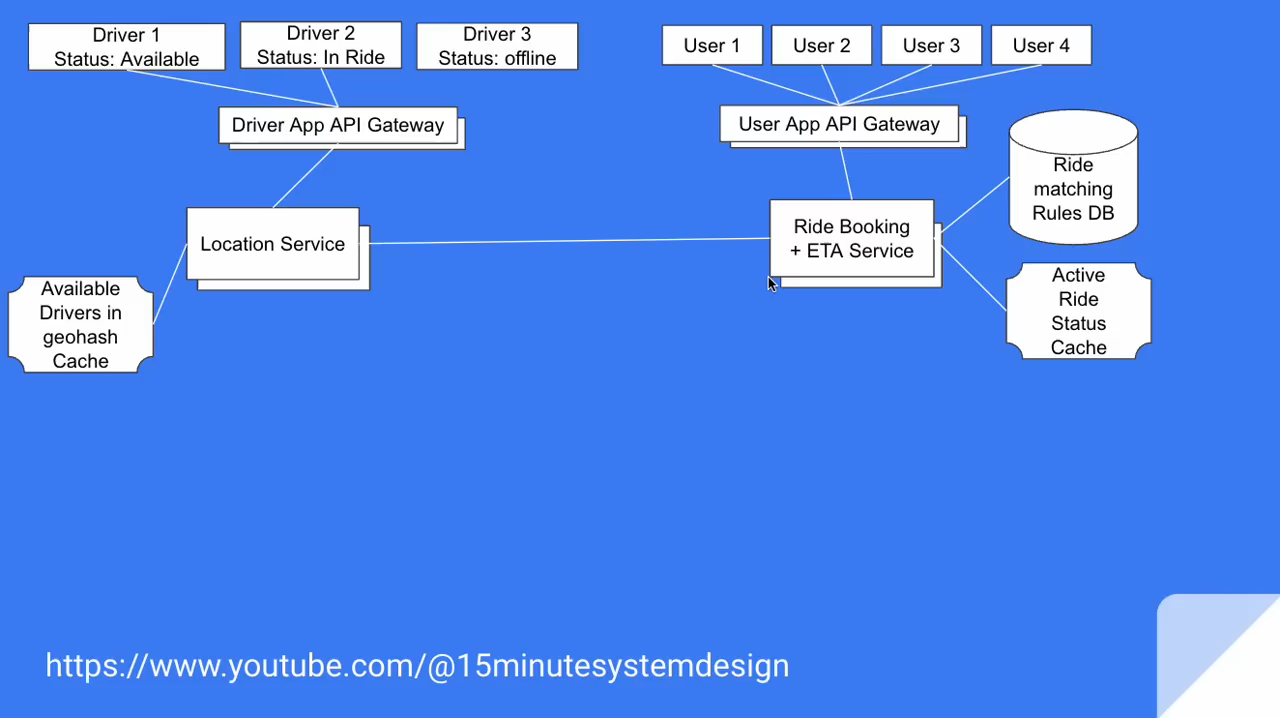 Driver 1
Status: Available
Driver 2
Status: In Ride
Driver 3
Status: offline
User 1
User 2
User 3
User 4
Driver App API Gateway
User App API Gateway
Ride
matching
Rules DB
Location Service
Ride Booking
+ ETA Service
Available
Drivers in
geohash
Cache
Active
Ride
Status
Cache
https://www.youtube.com/@15minutesystemdesign